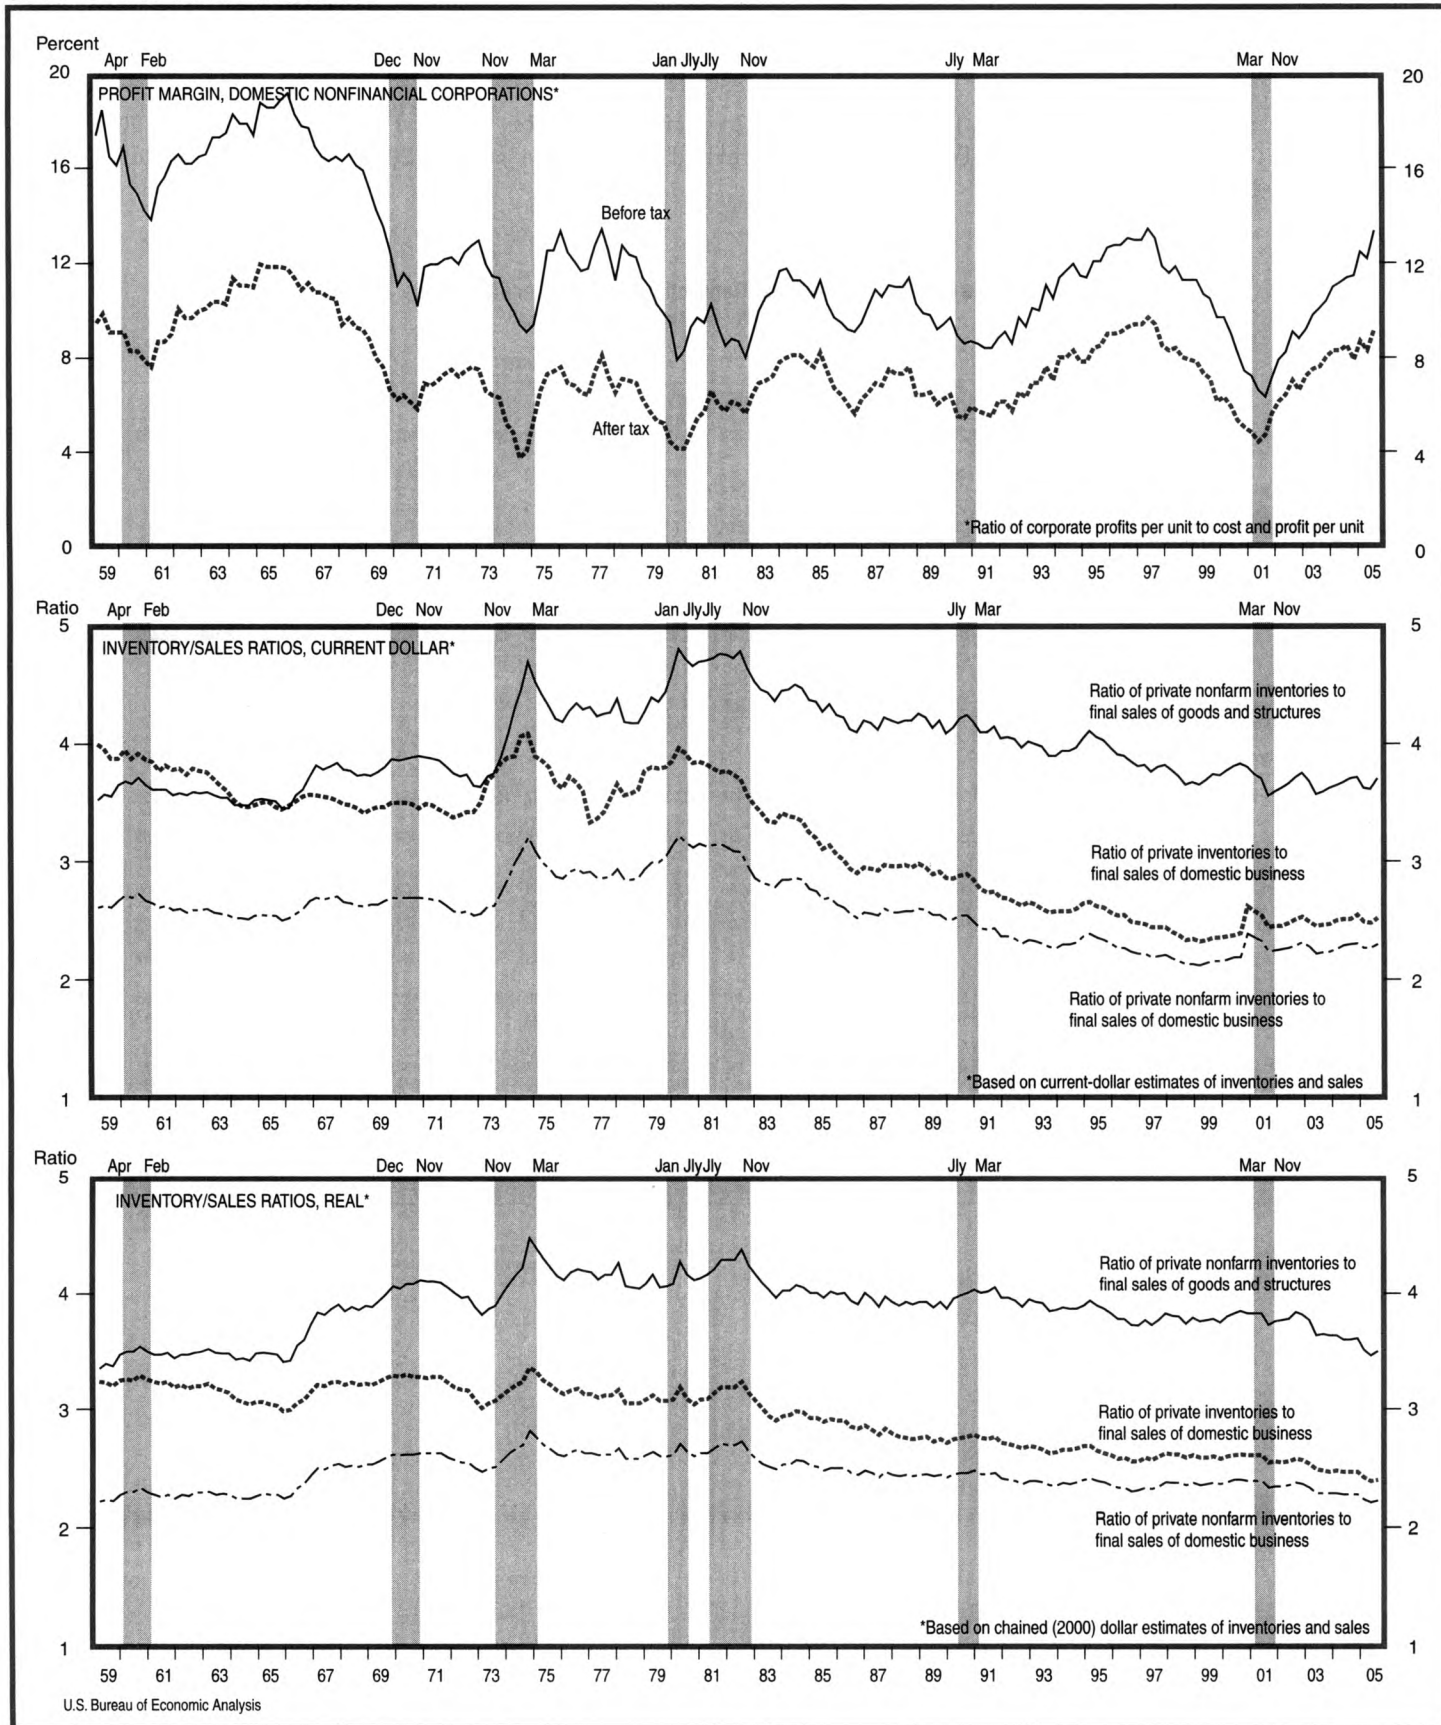 Percent
Apr Feb Dec Nov Nov Mar Jan Jly Jly Nov Jly Mar Mar Nov
20 20
PROFIT MARGIN, DOMESTIC NONFINANCIAL CORPORATIONS*
16 16
Before tax
12 12
8 8
After tax
4 4
*Ratio of corporate profits per unit to cost and profit per unit
0 0
59 61 63 65 67 69 71 73 75 77 79 81 83 85 87 89 91 93 95 97 99 01 03 05
Ratio Apr Feb Dec Nov Nov Mar Jan Jly Jly Nov Jly Mar Mar Nov
5 5
INVENTORY/SALES RATIOS, CURRENT DOLLAR*
Ratio of private nonfarm inventories to
final sales of goods and structures
4 4
Ratio of private inventories to
final sales of domestic business
3 3
2 2
Ratio of private nonfarm inventories to
final sales of domestic business
*Based on current-dollar estimates of inventories and sales
1 1
59 61 63 65 67 69 71 73 75 77 79 81 83 85 87 89 91 93 95 97 99 01 03 05
Ratio Apr Feb Dec Nov Nov Mar Jan Jly Jly Nov Jly Mar Mar Nov
5 5
INVENTORY/SALES RATIOS, REAL*
Ratio of private nonfarm inventories to
final sales of goods and structures
4 4
3 3
Ratio of private inventories to
final sales of domestic business
Ratio of private nonfarm inventories to
2 2
final sales of domestic business
*Based on chained (2000) dollar estimates of inventories and sales
1 1
59 61 63 65 67 69 71 73 75 77 79 81 83 85 87 89 91 93 95 97 99 01 03 05
U.S. Bureau of Economic Analysis